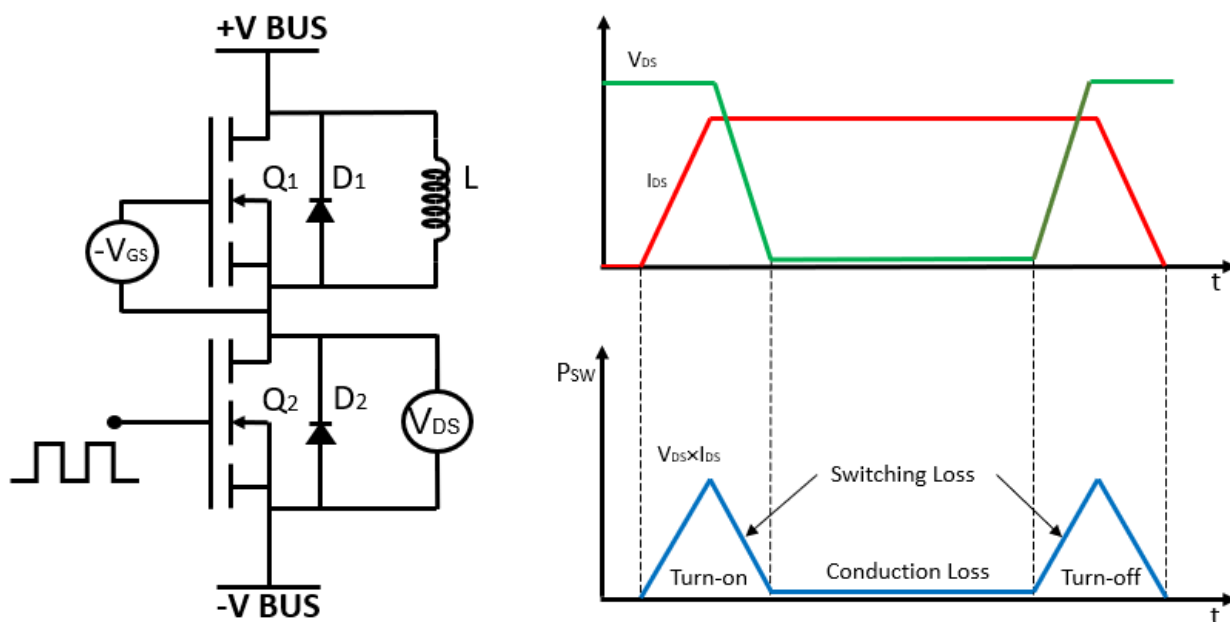 +V BUS
Q1
D1
L
-VGS
Q2
D2
VDS
-V BUS
VDS
IDS
t
PSW
VDS×IDS
Switching Loss
Turn-on
Conduction Loss
Turn-off
t